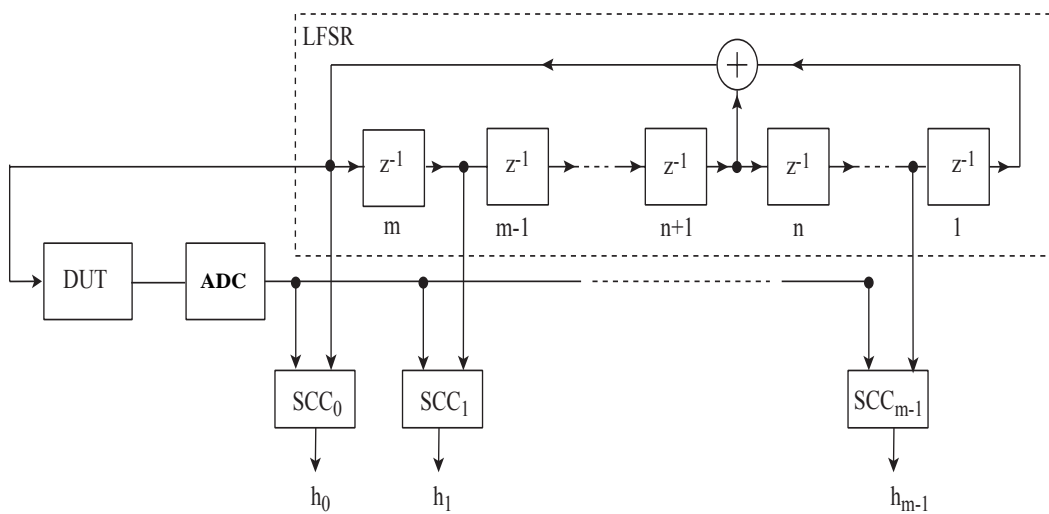 LFSR
+
z⁻¹ z⁻¹ z⁻¹ z⁻¹ z⁻¹
m m-1 n+1 n 1
DUT ADC
SCC₀ SCC₁ SCCₘ₋₁
h₀ h₁ hₘ₋₁